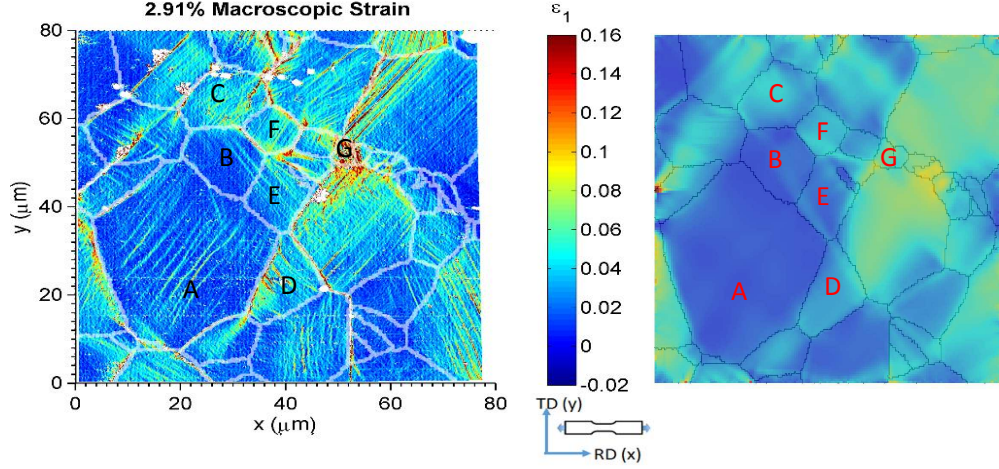 2.91% Macroscopic Strain
ε1
80
60
40
20
0
y (μm)
0
20
40
60
80
x (μm)
C
F
B
G
E
A
D
0.16
0.14
0.12
0.1
0.08
0.06
0.04
0.02
0
-0.02
C
F
B
G
E
A
D
TD (y)
RD (x)